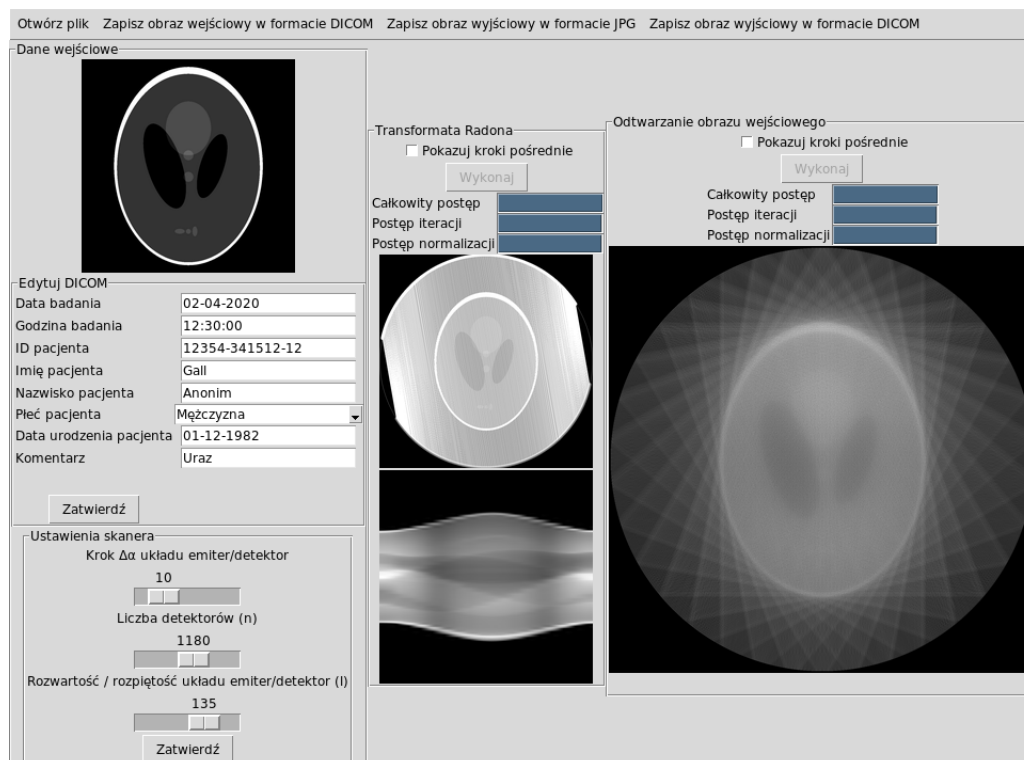 Otwórz plik Zapisz obraz wejściowy w formacie DICOM Zapisz obraz wyjściowy w formacie JPG Zapisz obraz wyjściowy w formacie DICOM
Dane wejściowe
Edytuj DICOM
Data badania 02-04-2020
Godzina badania 12:30:00
ID pacjenta 12354-341512-12
Imię pacjenta Gall
Nazwisko pacjenta Anonim
Płeć pacjenta Mężczyzna
Data urodzenia pacjenta 01-12-1982
Komentarz Uraz
Zatwierdź
Ustawienia skanera
Krok Δα układu emiter/detektor
10
Liczba detektorów (n)
1180
Rozwartość / rozpiętość układu emiter/detektor (l)
135
Zatwierdź
Transformata Radona
Pokazuj kroki pośrednie
Wykonaj
Całkowity postęp
Postęp iteracji
Postęp normalizacji
Odtwarzanie obrazu wejściowego
Pokazuj kroki pośrednie
Wykonaj
Całkowity postęp
Postęp iteracji
Postęp normalizacji